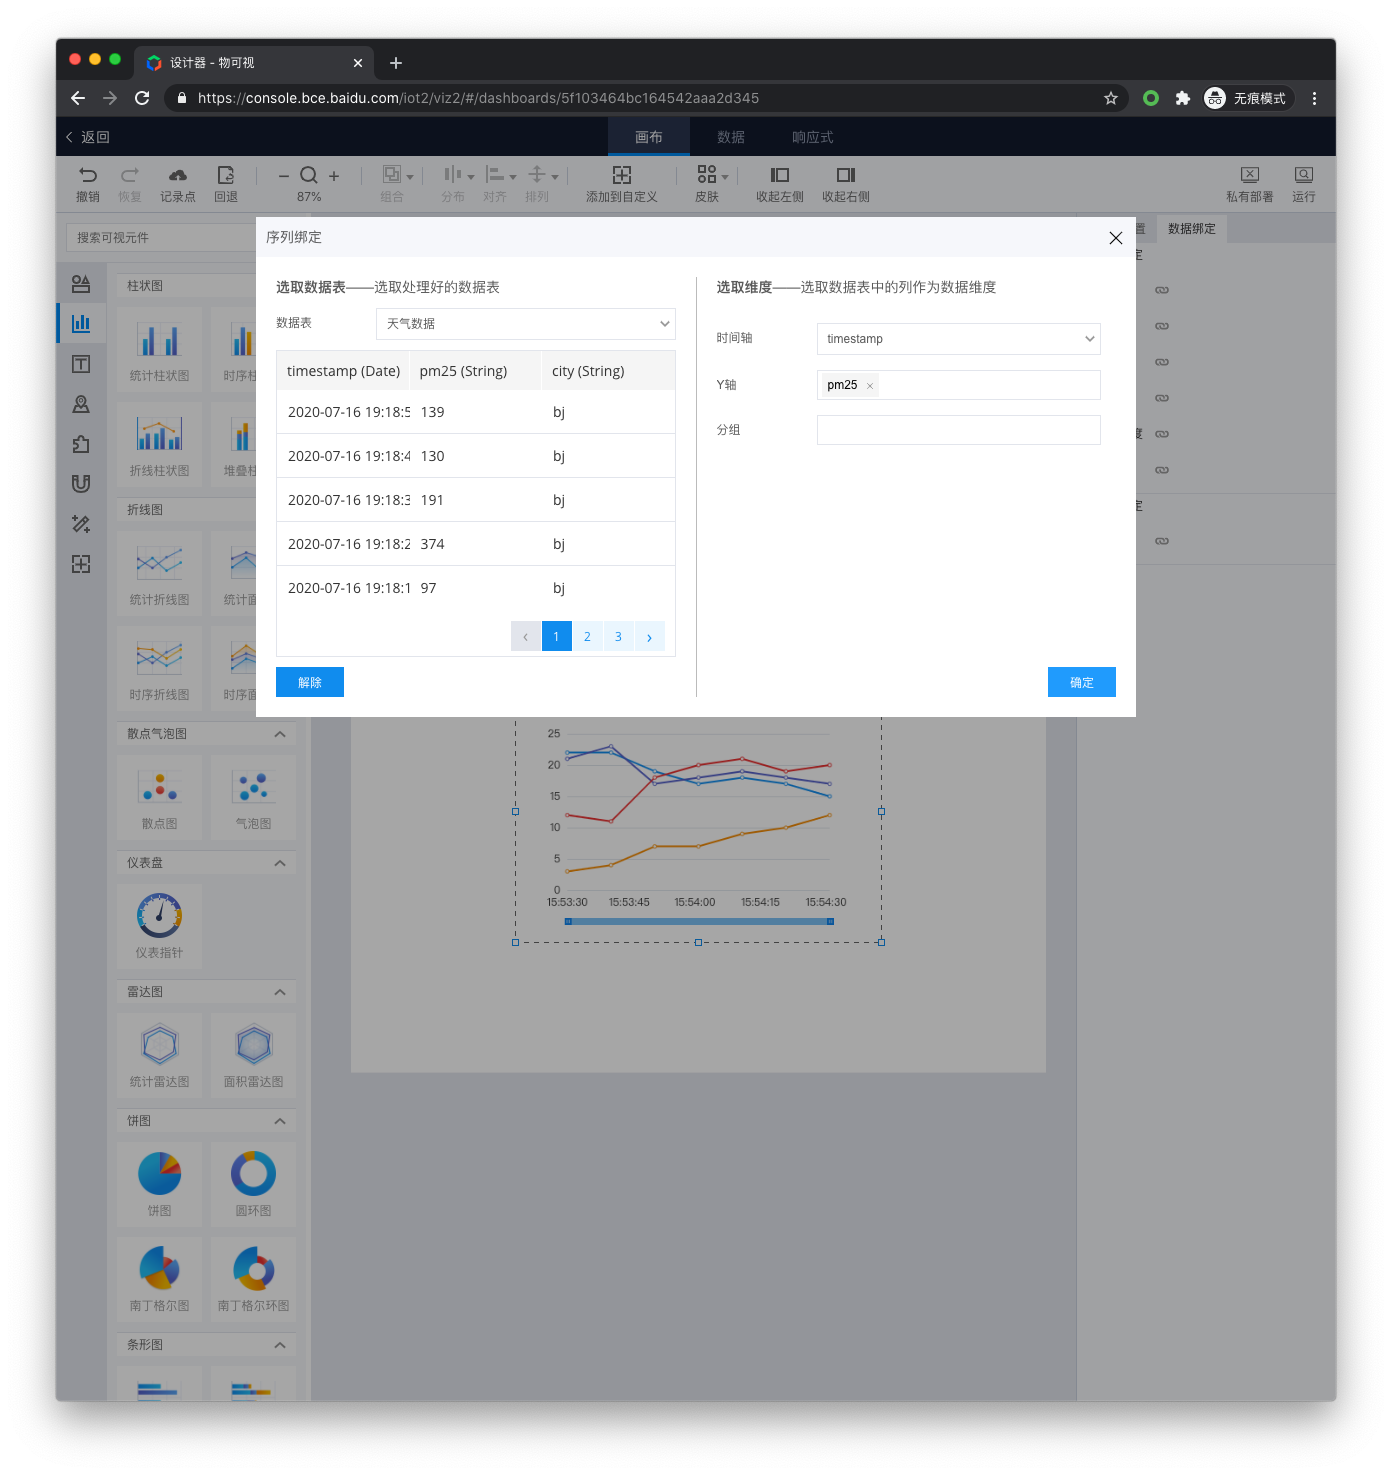 设计器 - 物可视
https://console.bce.baidu.com/iot2/viz2/#/dashboards/5f103464bc164542aaa2d345
无痕模式
返回
画布
数据
响应式
撤销
恢复
记录点
回退
87%
组合
分布
对齐
排列
添加到自定义
皮肤
收起左侧
收起右侧
私有部署
运行
搜索可视元件
序列绑定
置
数据绑定
选取数据表——选取处理好的数据表
数据表
天气数据
timestamp (Date) pm25 (String) city (String)
2020-07-16 19:18:5 139 bj
2020-07-16 19:18:4 130 bj
2020-07-16 19:18:3 191 bj
2020-07-16 19:18:2 374 bj
2020-07-16 19:18:1 97 bj
‹ 1 2 3 ›
解除
选取维度——选取数据表中的列作为数据维度
时间轴
timestamp
Y轴
pm25 ×
分组
确定
定
度
定
柱状图
统计柱状图
时序柱
折线柱状图
堆叠柱
折线图
统计折线图
统计面
时序折线图
时序面
散点气泡图
散点图
气泡图
仪表盘
仪表指针
雷达图
统计雷达图
面积雷达图
饼图
饼图
圆环图
南丁格尔图
南丁格尔环图
条形图
25
20
15
10
5
0
15:53:30 15:53:45 15:54:00 15:54:15 15:54:30